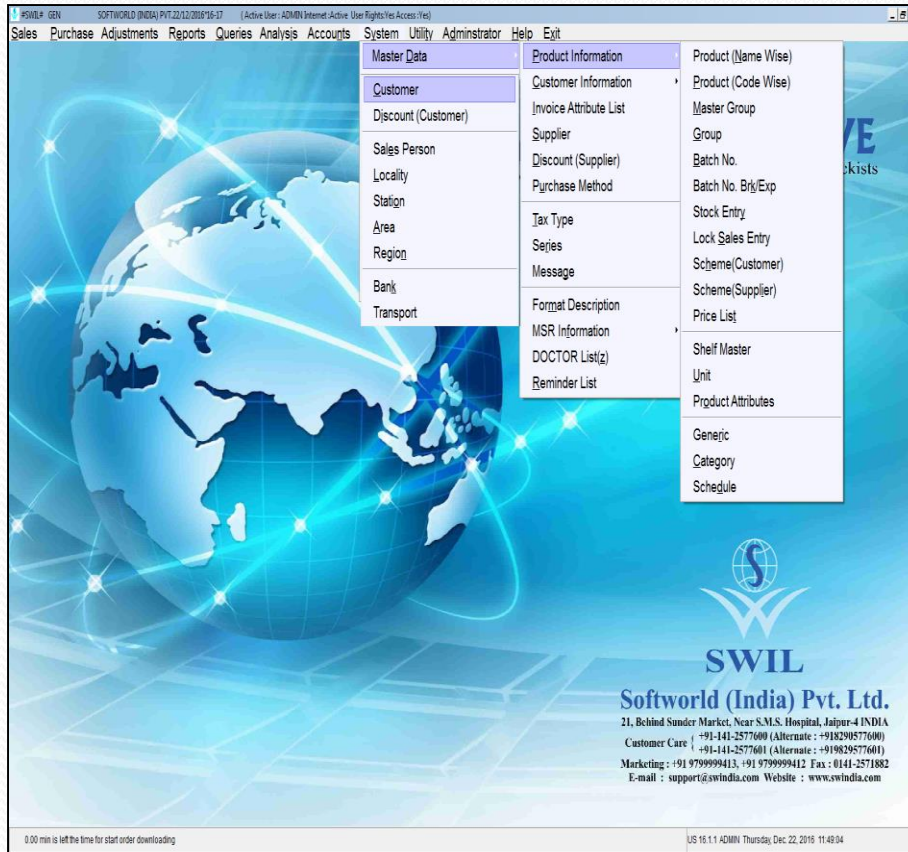 #SWIL# GEN SOFTWORLD (INDIA) PVT.22/12/2016*16-17 (Active User : ADMIN Internet :Active User Rights:Yes Access :Yes)
Sales Purchase Adjustments Reports Queries Analysis Accounts System Utility Adminstrator Help Exit
Master Data
Customer
Discount (Customer)
Sales Person
Locality
Station
Area
Region
Bank
Transport
Product Information
Customer Information
Invoice Attribute List
Supplier
Discount (Supplier)
Purchase Method
Tax Type
Series
Message
Format Description
MSR Information
DOCTOR List(z)
Reminder List
Product (Name Wise)
Product (Code Wise)
Master Group
Group
Batch No.
Batch No. Brk/Exp
Stock Entry
Lock Sales Entry
Scheme(Customer)
Scheme(Supplier)
Price List
Shelf Master
Unit
Product Attributes
Generic
Category
Schedule
VE
ckists
S
SWIL
Softworld (India) Pvt. Ltd.
21, Behind Sunder Market, Near S.M.S. Hospital, Jaipur-4 INDIA
Customer Care { +91-141-2577600 (Alternate : +918290577600)
+91-141-2577601 (Alternate : +919829577601)
Marketing : +91 9799999413, +91 9799999412 Fax : 0141-2571882
E-mail : support@swindia.com Website : www.swindia.com
0.00 min is left the time for start order downloading
US 16.1.1 ADMIN Thursday, Dec. 22, 2016 11:49:04